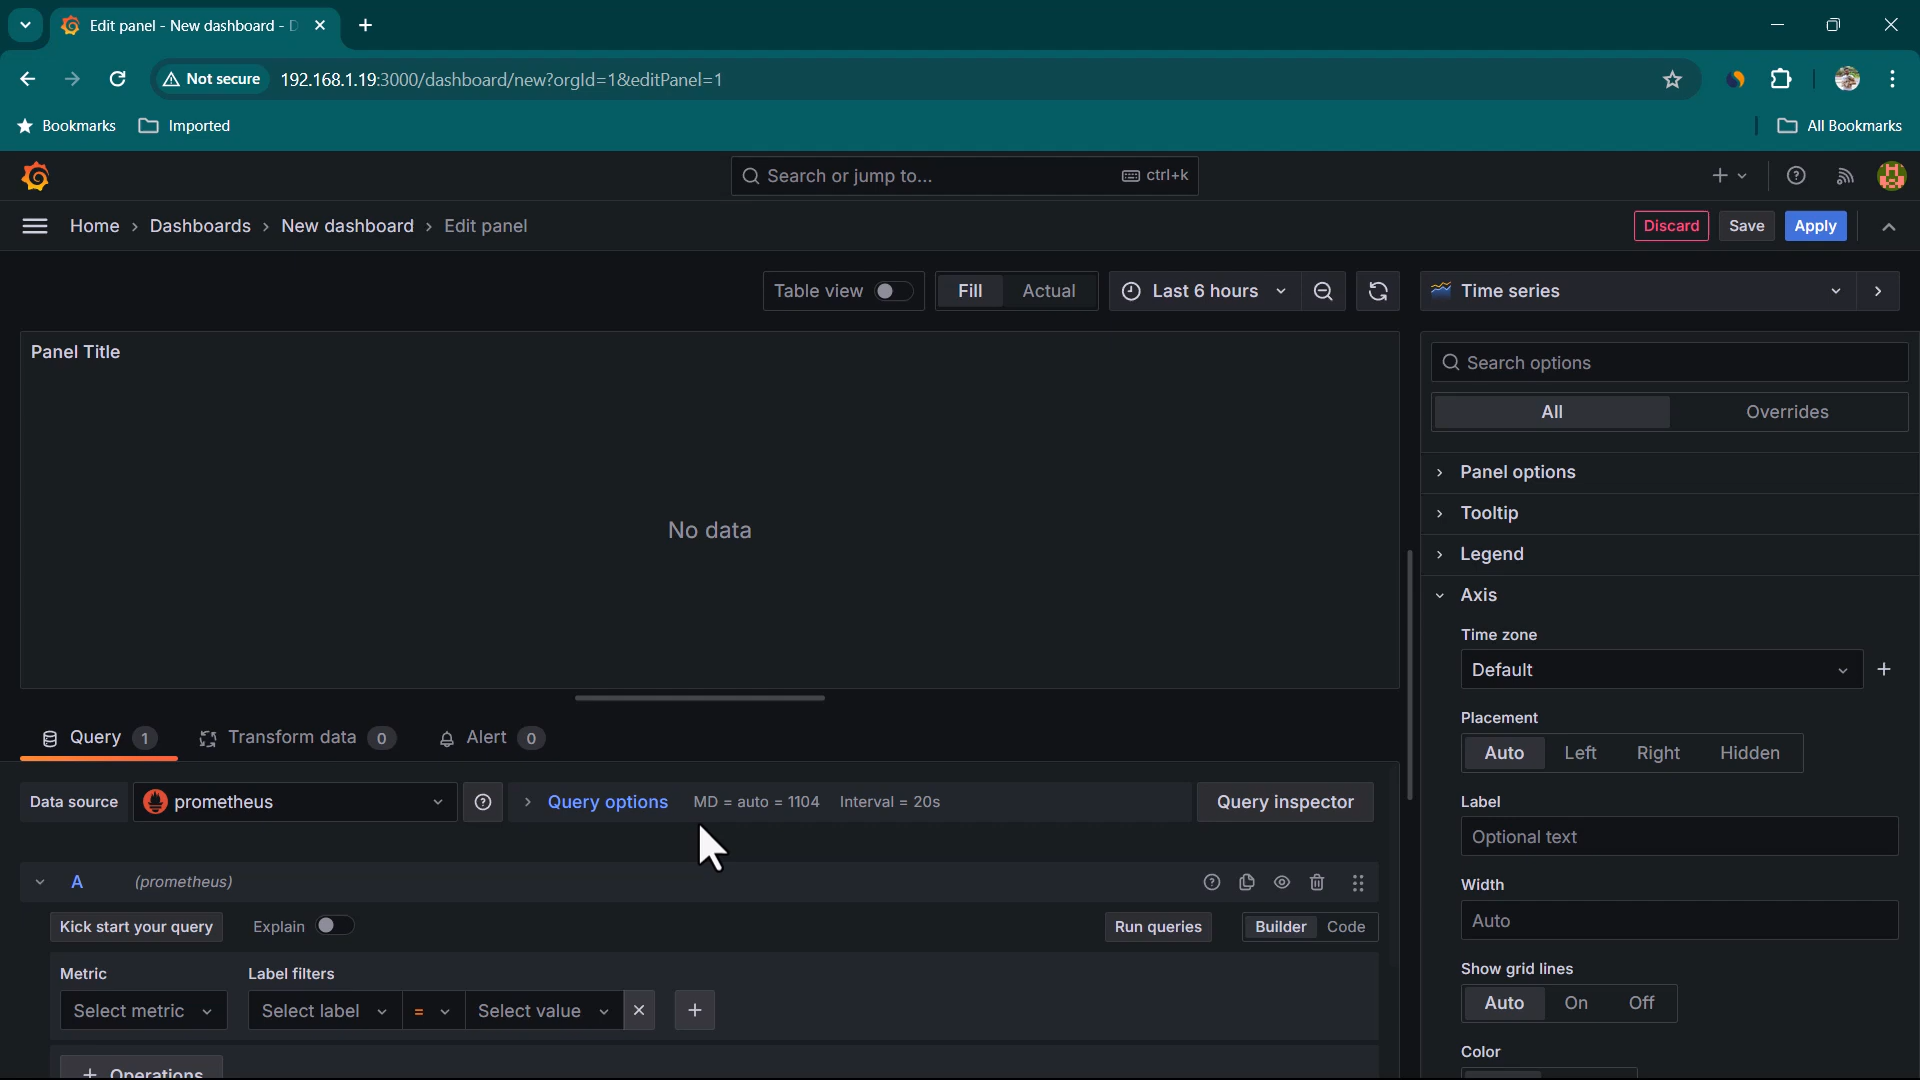 Edit panel - New dashboard - D
Not secure 192.168.1.19:3000/dashboard/new?orgId=1&editPanel=1
Bookmarks Imported All Bookmarks
Search or jump to... ctrl+k
Home › Dashboards › New dashboard › Edit panel Discard Save Apply
Table view Fill Actual Last 6 hours Time series
Panel Title
No data
Search options
All Overrides
Panel options
Tooltip
Legend
Axis
Time zone
Default
Placement
Auto Left Right Hidden
Label
Optional text
Width
Auto
Show grid lines
Auto On Off
Color
Query 1 Transform data 0 Alert 0
Data source prometheus Query options MD = auto = 1104 Interval = 20s Query inspector
A (prometheus)
Kick start your query Explain Run queries Builder Code
Metric Label filters
Select metric Select label = Select value
+ Operations